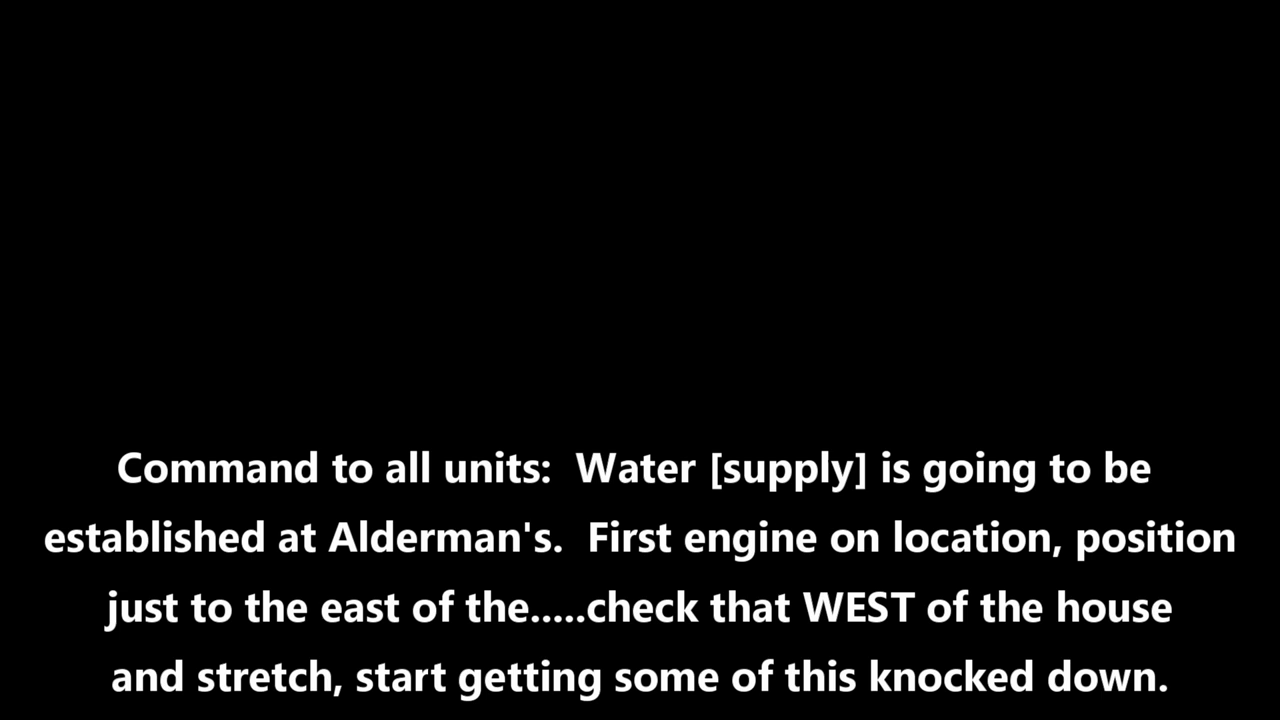 Command to all units:  Water [supply] is going to be
established at Alderman's.  First engine on location, position
just to the east of the.....check that WEST of the house
and stretch, start getting some of this knocked down.